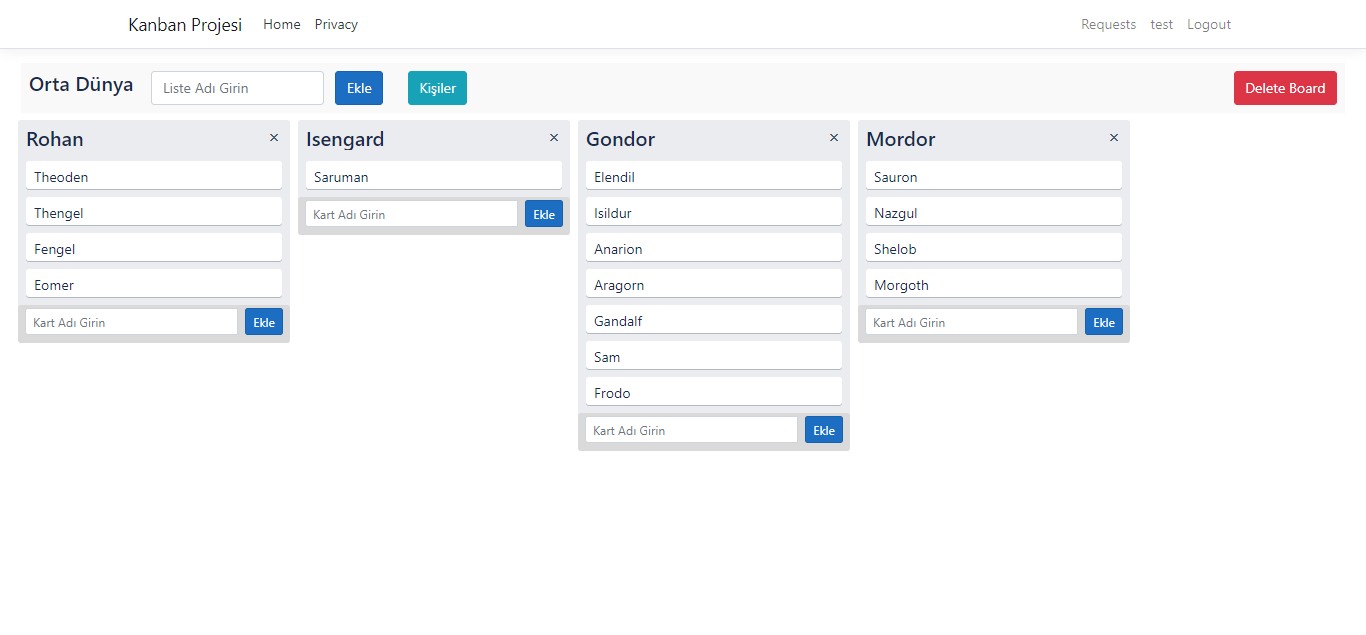 Kanban Projesi Home Privacy Requests test Logout
Orta Dünya Liste Adı Girin Ekle Kişiler Delete Board
Rohan ×
Theoden
Thengel
Fengel
Eomer
Kart Adı Girin Ekle
Isengard ×
Saruman
Kart Adı Girin Ekle
Gondor ×
Elendil
Isildur
Anarion
Aragorn
Gandalf
Sam
Frodo
Kart Adı Girin Ekle
Mordor ×
Sauron
Nazgul
Shelob
Morgoth
Kart Adı Girin Ekle